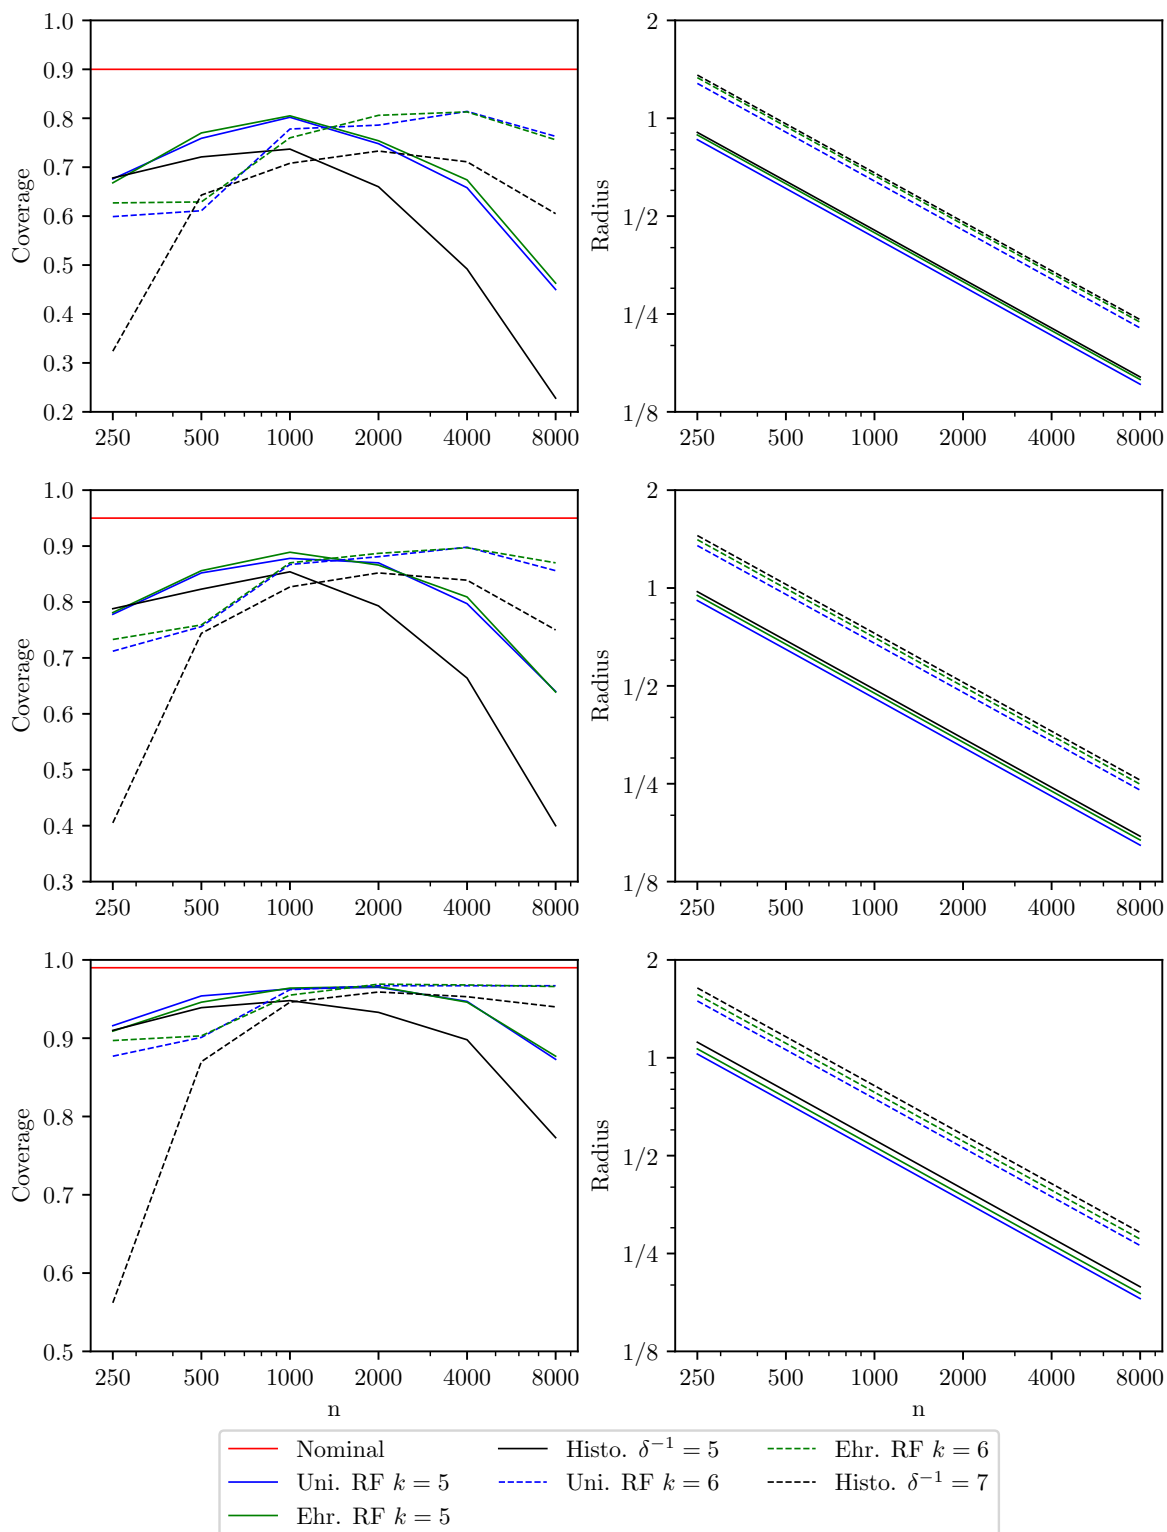 1.0
0.9
0.8
0.7
0.6
0.5
0.4
0.3
0.2
Coverage
250 500 1000 2000 4000 8000
2
1
1/2
1/4
1/8
Radius
250 500 1000 2000 4000 8000
1.0
0.9
0.8
0.7
0.6
0.5
0.4
0.3
Coverage
250 500 1000 2000 4000 8000
2
1
1/2
1/4
1/8
Radius
250 500 1000 2000 4000 8000
1.0
0.9
0.8
0.7
0.6
0.5
Coverage
250 500 1000 2000 4000 8000
n
2
1
1/2
1/4
1/8
Radius
250 500 1000 2000 4000 8000
n
Nominal
Uni. RF k = 5
Ehr. RF k = 5
Histo. δ⁻¹ = 5
Uni. RF k = 6
Ehr. RF k = 6
Histo. δ⁻¹ = 7